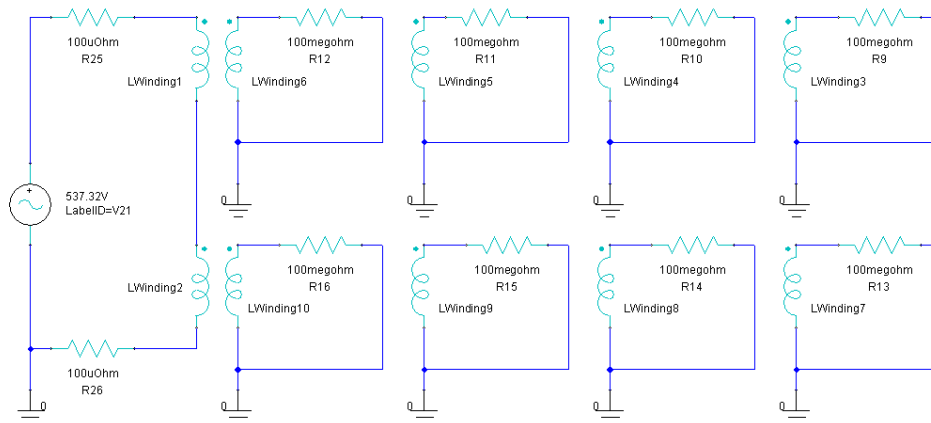 100uOhm
R25
LWinding1
LWinding6
100megohm
R12
LWinding5
100megohm
R11
LWinding4
100megohm
R10
LWinding3
100megohm
R9
0
0
0
0
537.32V
LabelID=V21
LWinding2
LWinding10
100megohm
R16
LWinding9
100megohm
R15
LWinding8
100megohm
R14
LWinding7
100megohm
R13
100uOhm
R26
0
0
0
0
0